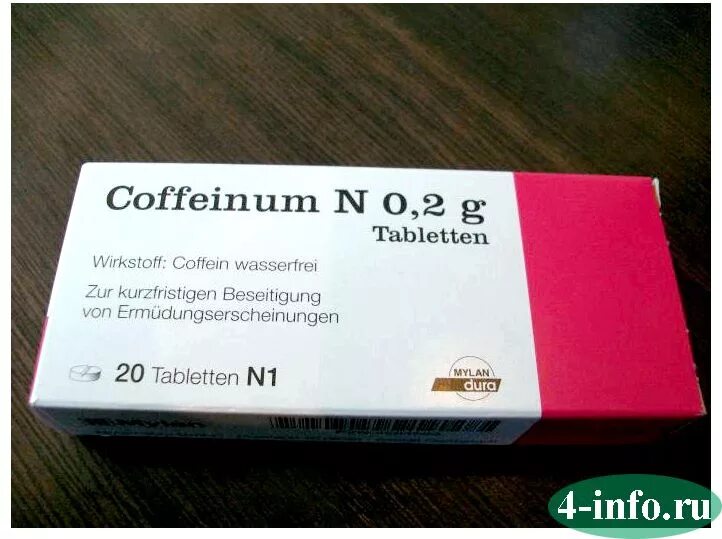 Coffeinum N 0,2 g
Tabletten
Wirkstoff: Coffein wasserfrei
Zur kurzfristigen Beseitigung
von Ermüdungserscheinungen
20 Tabletten N1
MYLAN
dura
4-info.ru